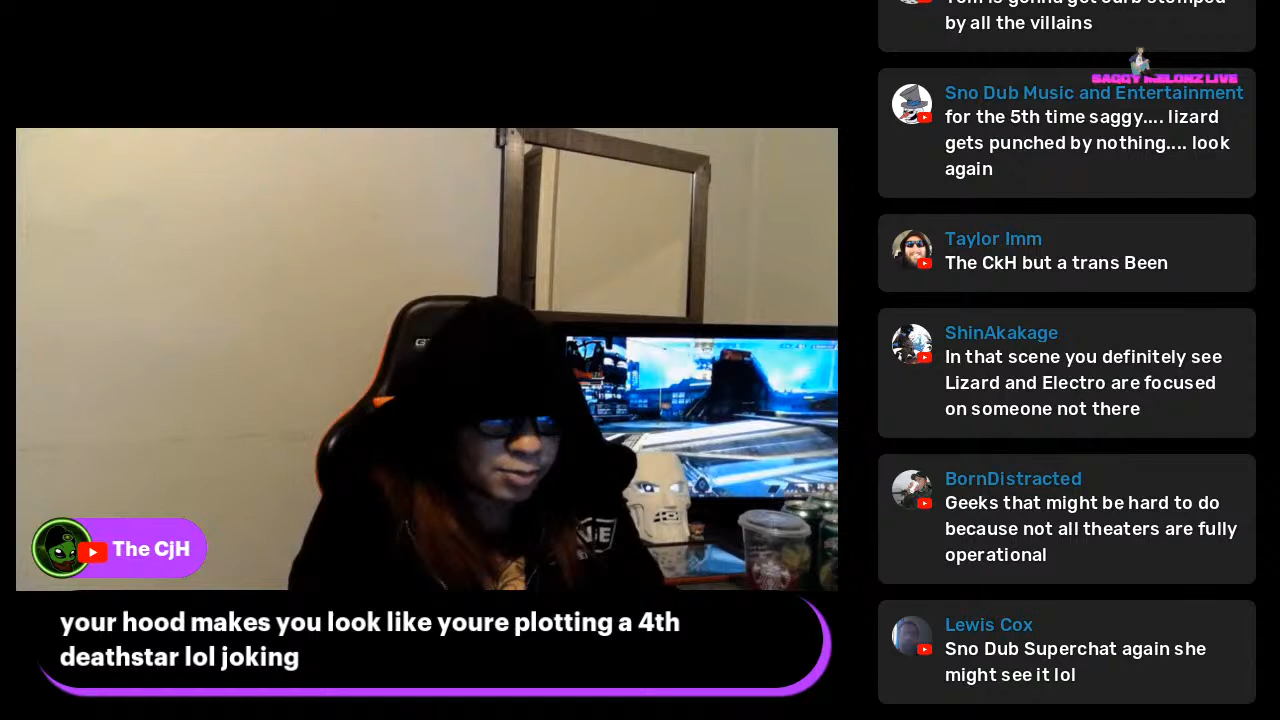 by all the villains
SAGGY MELONZ LIVE
Sno Dub Music and Entertainment
for the 5th time saggy.... lizard
gets punched by nothing.... look
again
Taylor Imm
The CkH but a trans Been
ShinAkakage
In that scene you definitely see
Lizard and Electro are focused
on someone not there
BornDistracted
Geeks that might be hard to do
because not all theaters are fully
operational
Lewis Cox
Sno Dub Superchat again she
might see it lol
The CjH
your hood makes you look like youre plotting a 4th
deathstar lol joking